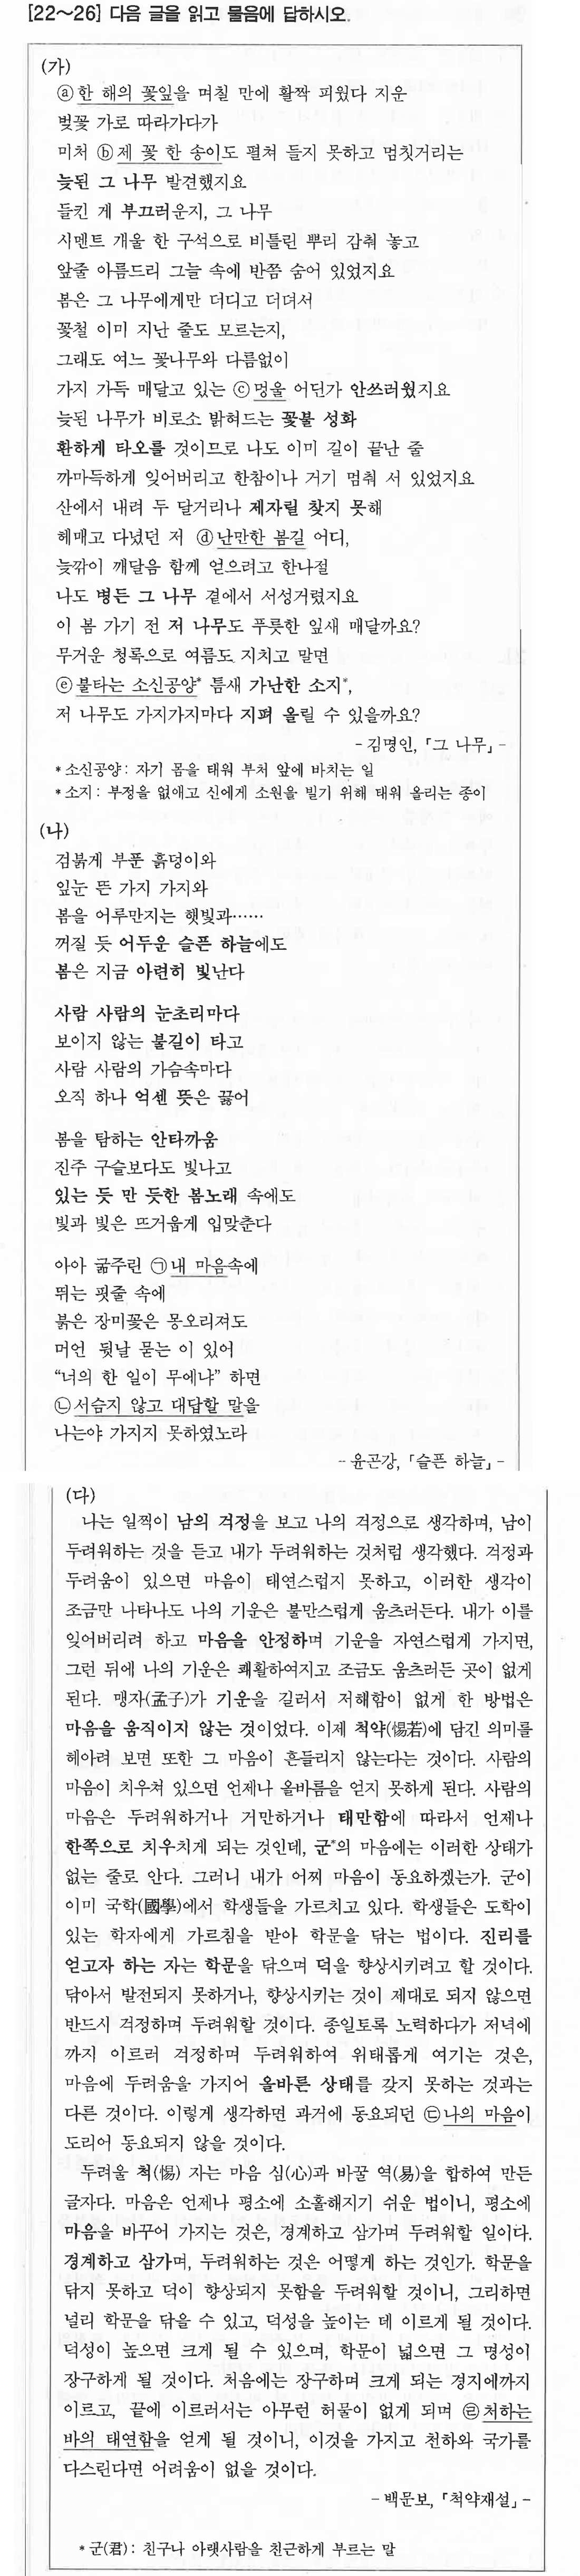 [22~26] 다음 글을 읽고 물음에 답하시오.
(가)
ⓐ한 해의 꽃잎을 며칠 만에 활짝 피웠다 지운
벚꽃 가로 따라가다가
미처 ⓑ제 꽃 한 송이도 펼쳐 들지 못하고 멈칫거리는
늦된 그 나무 발견했지요
들킨 게 부끄러운지, 그 나무
시멘트 개울 한 구석으로 비틀린 뿌리 감춰 놓고
앞줄 아름드리 그늘 속에 반쯤 숨어 있었지요
봄은 그 나무에게만 더디고 더뎌서
꽃철 이미 지난 줄도 모르는지,
그래도 여느 꽃나무와 다름없이
가지 가득 매달고 있는 ⓒ멍울 어딘가 안쓰러웠지요
늦된 나무가 비로소 밝혀드는 꽃불 성화
환하게 타오를 것이므로 나도 이미 길이 끝난 줄
까마득하게 잊어버리고 한참이나 거기 멈춰 서 있었지요
산에서 내려 두 달거리나 제자릴 찾지 못해
헤매고 다녔던 저 ⓓ난만한 봄길 어디,
늦깎이 깨달음 함께 얻으려고 한나절
나도 병든 그 나무 곁에서 서성거렸지요
이 봄 가기 전 저 나무도 푸릇한 잎새 매달까요?
무거운 청록으로 여름도 지치고 말면
ⓔ불타는 소신공양* 틈새 가난한 소지*,
저 나무도 가지가지마다 지펴 올릴 수 있을까요?
- 김명인, 「그 나무」 -
* 소신공양: 자기 몸을 태워 부처 앞에 바치는 일
* 소지: 부정을 없애고 신에게 소원을 빌기 위해 태워 올리는 종이
(나)
검붉게 부푼 흙덩이와
잎눈 뜬 가지 가지와
봄을 어루만지는 햇빛과……
꺼질 듯 어두운 슬픈 하늘에도
봄은 지금 아련히 빛난다
사람 사람의 눈초리마다
보이지 않는 불길이 타고
사람 사람의 가슴속마다
오직 하나 억센 뜻은 끓어
봄을 탐하는 안타까움
진주 구슬보다도 빛나고
있는 듯 만 듯한 봄노래 속에도
빛과 빛은 뜨거웁게 입맞춘다
아아 굶주린 ㉠내 마음속에
뛰는 핏줄 속에
붉은 장미꽃은 몽오리져도
머언 뒷날 묻는 이 있어
“너의 한 일이 무에냐” 하면
㉡서슴지 않고 대답할 말을
나는야 가지지 못하였노라
- 윤곤강, 「슬픈 하늘」 -
(다)
나는 일찍이 남의 걱정을 보고 나의 걱정으로 생각하며, 남이
두려워하는 것을 듣고 내가 두려워하는 것처럼 생각했다. 걱정과
두려움이 있으면 마음이 태연스럽지 못하고, 이러한 생각이
조금만 나타나도 나의 기운은 불만스럽게 움츠러든다. 내가 이를
잊어버리려 하고 마음을 안정하며 기운을 자연스럽게 가지면,
그런 뒤에 나의 기운은 쾌활하여지고 조금도 움츠러든 곳이 없게
된다. 맹자(孟子)가 기운을 길러서 저해함이 없게 한 방법은
마음을 움직이지 않는 것이었다. 이제 척약(惕若)에 담긴 의미를
헤아려 보면 또한 그 마음이 흔들리지 않는다는 것이다. 사람의
마음이 치우쳐 있으면 언제나 올바름을 얻지 못하게 된다. 사람의
마음은 두려워하거나 거만하거나 태만함에 따라서 언제나
한쪽으로 치우치게 되는 것인데, 군*의 마음에는 이러한 상태가
없는 줄로 안다. 그러니 내가 어찌 마음이 동요하겠는가. 군이
이미 국학(國學)에서 학생들을 가르치고 있다. 학생들은 도학이
있는 학자에게 가르침을 받아 학문을 닦는 법이다. 진리를
얻고자 하는 자는 학문을 닦으며 덕을 향상시키려고 할 것이다.
닦아서 발전되지 못하거나, 향상시키는 것이 제대로 되지 않으면
반드시 걱정하며 두려워할 것이다. 종일토록 노력하다가 저녁에
까지 이르러 걱정하며 두려워하여 위태롭게 여기는 것은,
마음에 두려움을 가지어 올바른 상태를 갖지 못하는 것과는
다른 것이다. 이렇게 생각하면 과거에 동요되던 ㉢나의 마음이
도리어 동요되지 않을 것이다.
두려울 척(惕) 자는 마음 심(心)과 바꿀 역(易)을 합하여 만든
글자다. 마음은 언제나 평소에 소홀해지기 쉬운 법이니, 평소에
마음을 바꾸어 가지는 것은, 경계하고 삼가며 두려워할 일이다.
경계하고 삼가며, 두려워하는 것은 어떻게 하는 것인가. 학문을
닦지 못하고 덕이 향상되지 못함을 두려워할 것이니, 그리하면
널리 학문을 닦을 수 있고, 덕성을 높이는 데 이르게 될 것이다.
덕성이 높으면 크게 될 수 있으며, 학문이 넓으면 그 명성이
장구하게 될 것이다. 처음에는 장구하며 크게 되는 경지에까지
이르고, 끝에 이르러서는 아무런 허물이 없게 되며 ㉣처하는
바의 태연함을 얻게 될 것이니, 이것을 가지고 천하와 국가를
다스린다면 어려움이 없을 것이다.
- 백문보, 「척약재설」 -
* 군(君): 친구나 아랫사람을 친근하게 부르는 말